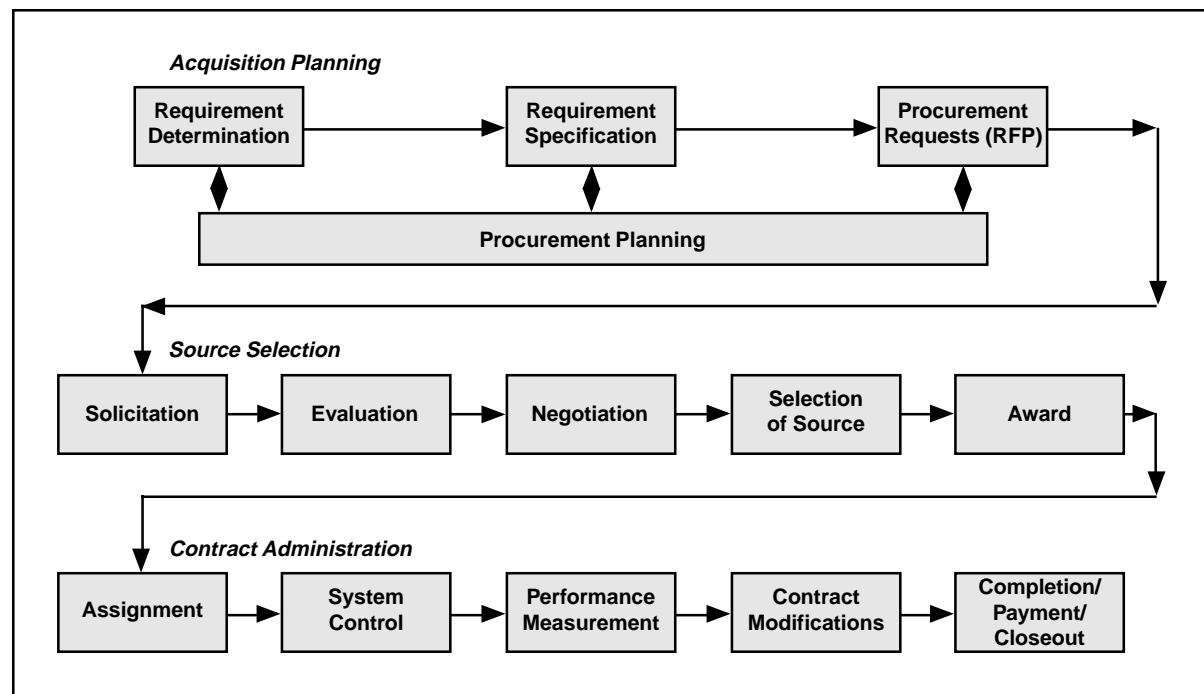 Acquisition Planning
Requirement
Determination
Requirement
Specification
Procurement
Requests (RFP)
Procurement Planning
Source Selection
Solicitation
Evaluation
Negotiation
Selection
of Source
Award
Contract Administration
Assignment
System
Control
Performance
Measurement
Contract
Modifications
Completion/
Payment/
Closeout